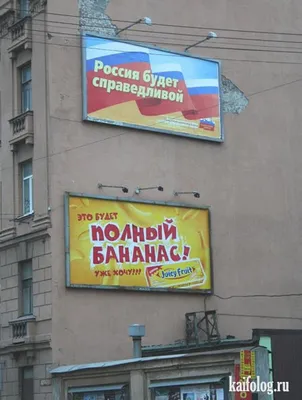 Россия будет
справедливой
ЭТО БУДЕТ
ПОЛНЫЙ
БАНАНАС!
УЖЕ ХОЧУ!!!
Juicy Fruit
kaifolog.ru